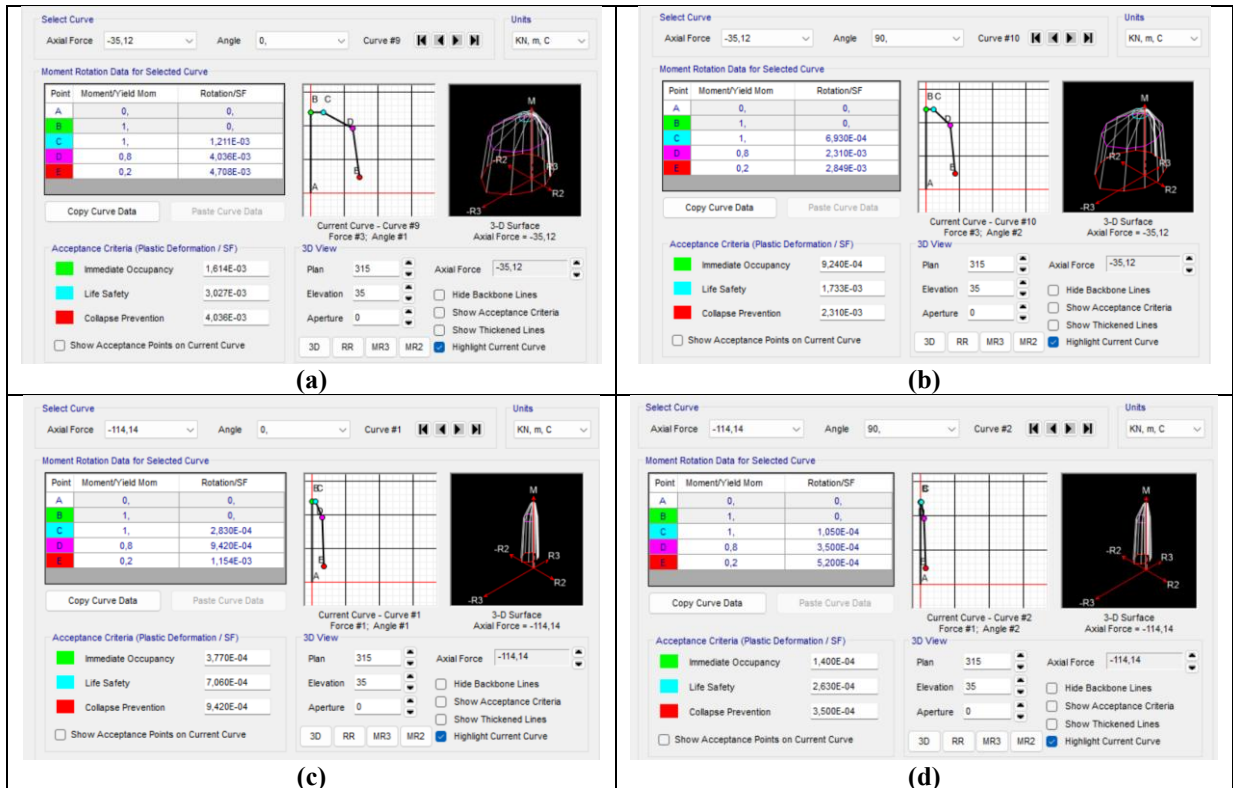 Select Curve
Units
Axial Force -35,12 Angle 0, Curve #9 KN, m, C
Moment Rotation Data for Selected Curve
Point Moment/Yield Mom Rotation/SF
A 0, 0,
B 1, 0,
C 1, 1,211E-03
D 0,8 4,036E-03
E 0,2 4,708E-03
Copy Curve Data Paste Curve Data
B C
D
E
A
Current Curve - Curve #9
Force #3; Angle #1
M
-R2
R3
R2
-R3
3-D Surface
Axial Force = -35,12
Acceptance Criteria (Plastic Deformation / SF)
Immediate Occupancy 1,614E-03
Life Safety 3,027E-03
Collapse Prevention 4,036E-03
Show Acceptance Points on Current Curve
3D View
Plan 315 Axial Force -35,12
Elevation 35 Hide Backbone Lines
Show Acceptance Criteria
Aperture 0
Show Thickened Lines
3D RR MR3 MR2 Highlight Current Curve
(a)
Select Curve
Units
Axial Force -35,12 Angle 90, Curve #10 KN, m, C
Moment Rotation Data for Selected Curve
Point Moment/Yield Mom Rotation/SF
A 0, 0,
B 1, 0,
C 1, 6,930E-04
D 0,8 2,310E-03
E 0,2 2,849E-03
Copy Curve Data Paste Curve Data
B C
D
E
A
Current Curve - Curve #10
Force #3; Angle #2
M
-R2
R3
R2
-R3
3-D Surface
Axial Force = -35,12
Acceptance Criteria (Plastic Deformation / SF)
Immediate Occupancy 9,240E-04
Life Safety 1,733E-03
Collapse Prevention 2,310E-03
Show Acceptance Points on Current Curve
3D View
Plan 315 Axial Force -35,12
Elevation 35 Hide Backbone Lines
Show Acceptance Criteria
Aperture 0
Show Thickened Lines
3D RR MR3 MR2 Highlight Current Curve
(b)
Select Curve
Units
Axial Force -114,14 Angle 0, Curve #1 KN, m, C
Moment Rotation Data for Selected Curve
Point Moment/Yield Mom Rotation/SF
A 0, 0,
B 1, 0,
C 1, 2,830E-04
D 0,8 9,420E-04
E 0,2 1,154E-03
Copy Curve Data Paste Curve Data
BC
D
E
A
Current Curve - Curve #1
Force #1; Angle #1
M
-R2
R3
R2
-R3
3-D Surface
Axial Force = -114,14
Acceptance Criteria (Plastic Deformation / SF)
Immediate Occupancy 3,770E-04
Life Safety 7,060E-04
Collapse Prevention 9,420E-04
Show Acceptance Points on Current Curve
3D View
Plan 315 Axial Force -114,14
Elevation 35 Hide Backbone Lines
Show Acceptance Criteria
Aperture 0
Show Thickened Lines
3D RR MR3 MR2 Highlight Current Curve
(c)
Select Curve
Units
Axial Force -114,14 Angle 90, Curve #2 KN, m, C
Moment Rotation Data for Selected Curve
Point Moment/Yield Mom Rotation/SF
A 0, 0,
B 1, 0,
C 1, 1,050E-04
D 0,8 3,500E-04
E 0,2 5,200E-04
Copy Curve Data Paste Curve Data
D
E
A
Current Curve - Curve #2
Force #1; Angle #2
M
-R2
R3
R2
-R3
3-D Surface
Axial Force = -114,14
Acceptance Criteria (Plastic Deformation / SF)
Immediate Occupancy 1,400E-04
Life Safety 2,630E-04
Collapse Prevention 3,500E-04
Show Acceptance Points on Current Curve
3D View
Plan 315 Axial Force -114,14
Elevation 35 Hide Backbone Lines
Show Acceptance Criteria
Aperture 0
Show Thickened Lines
3D RR MR3 MR2 Highlight Current Curve
(d)